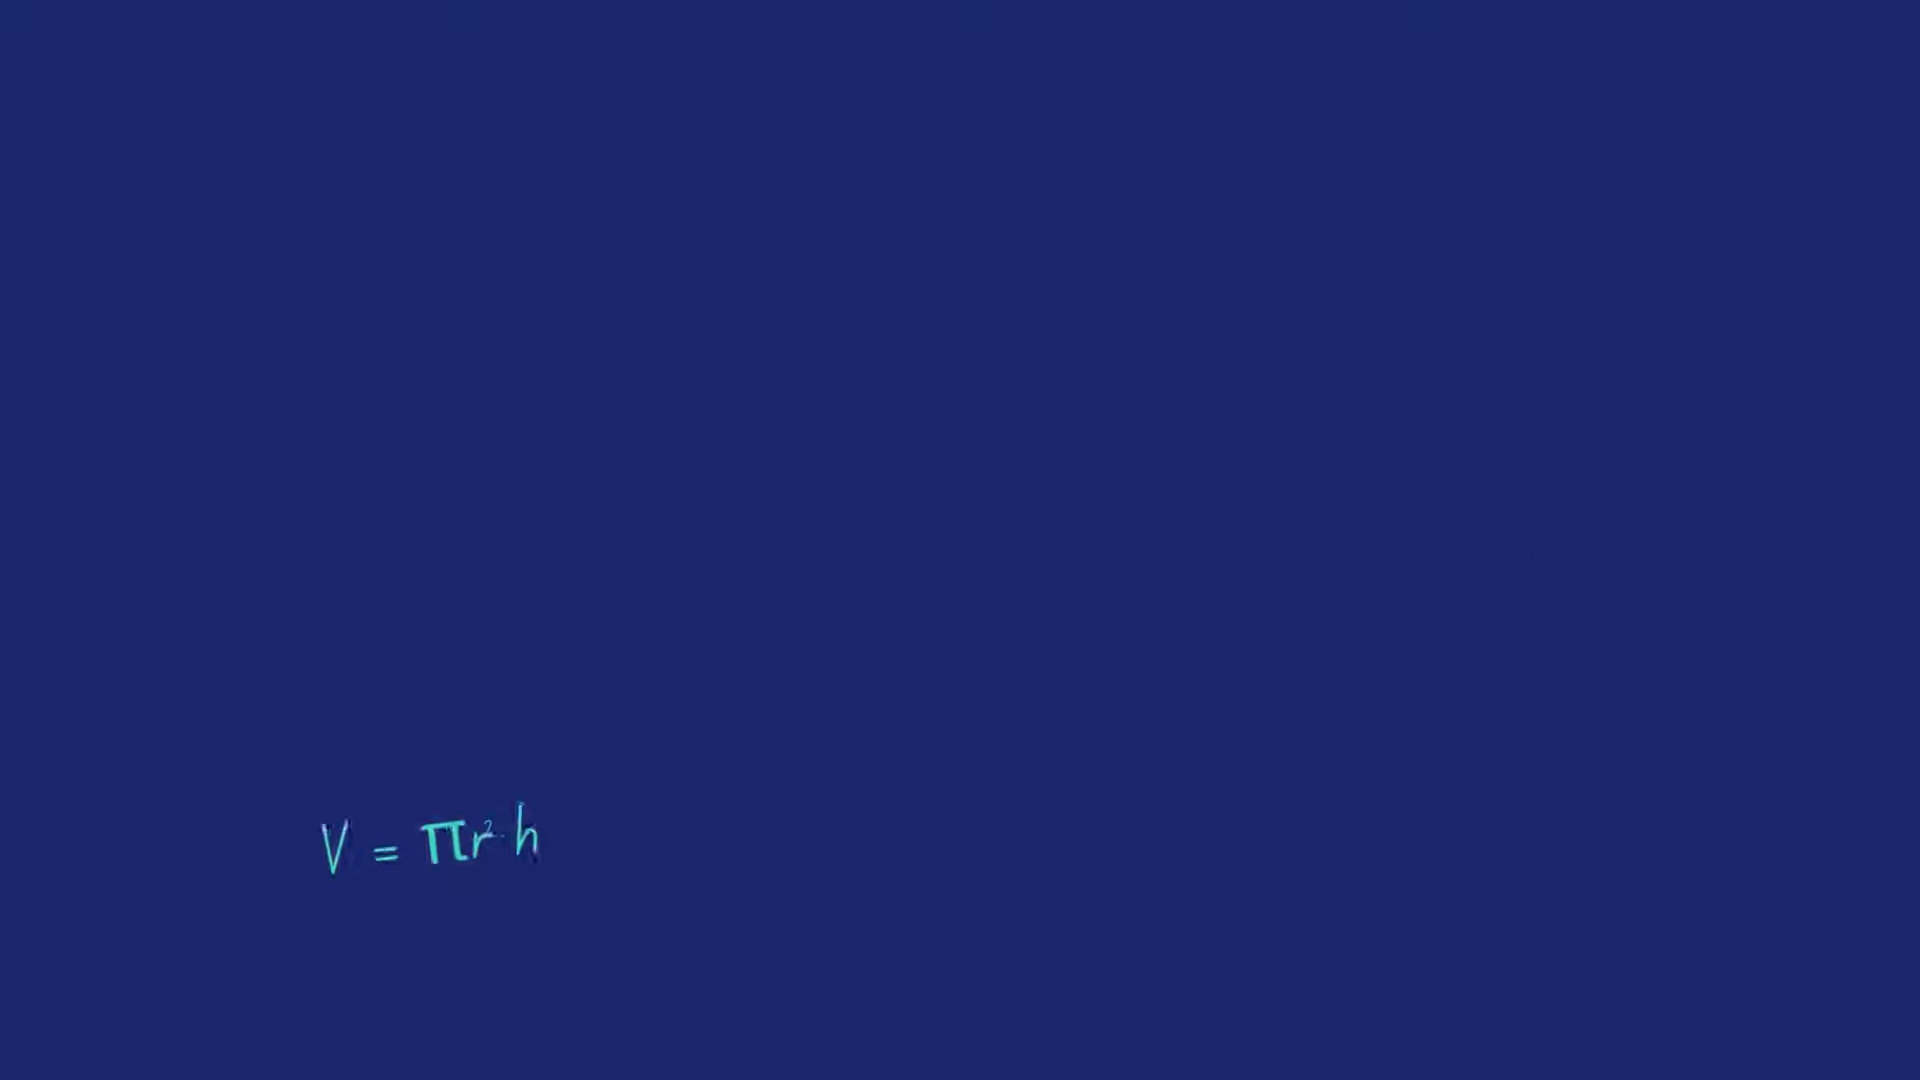 V = πr² · h